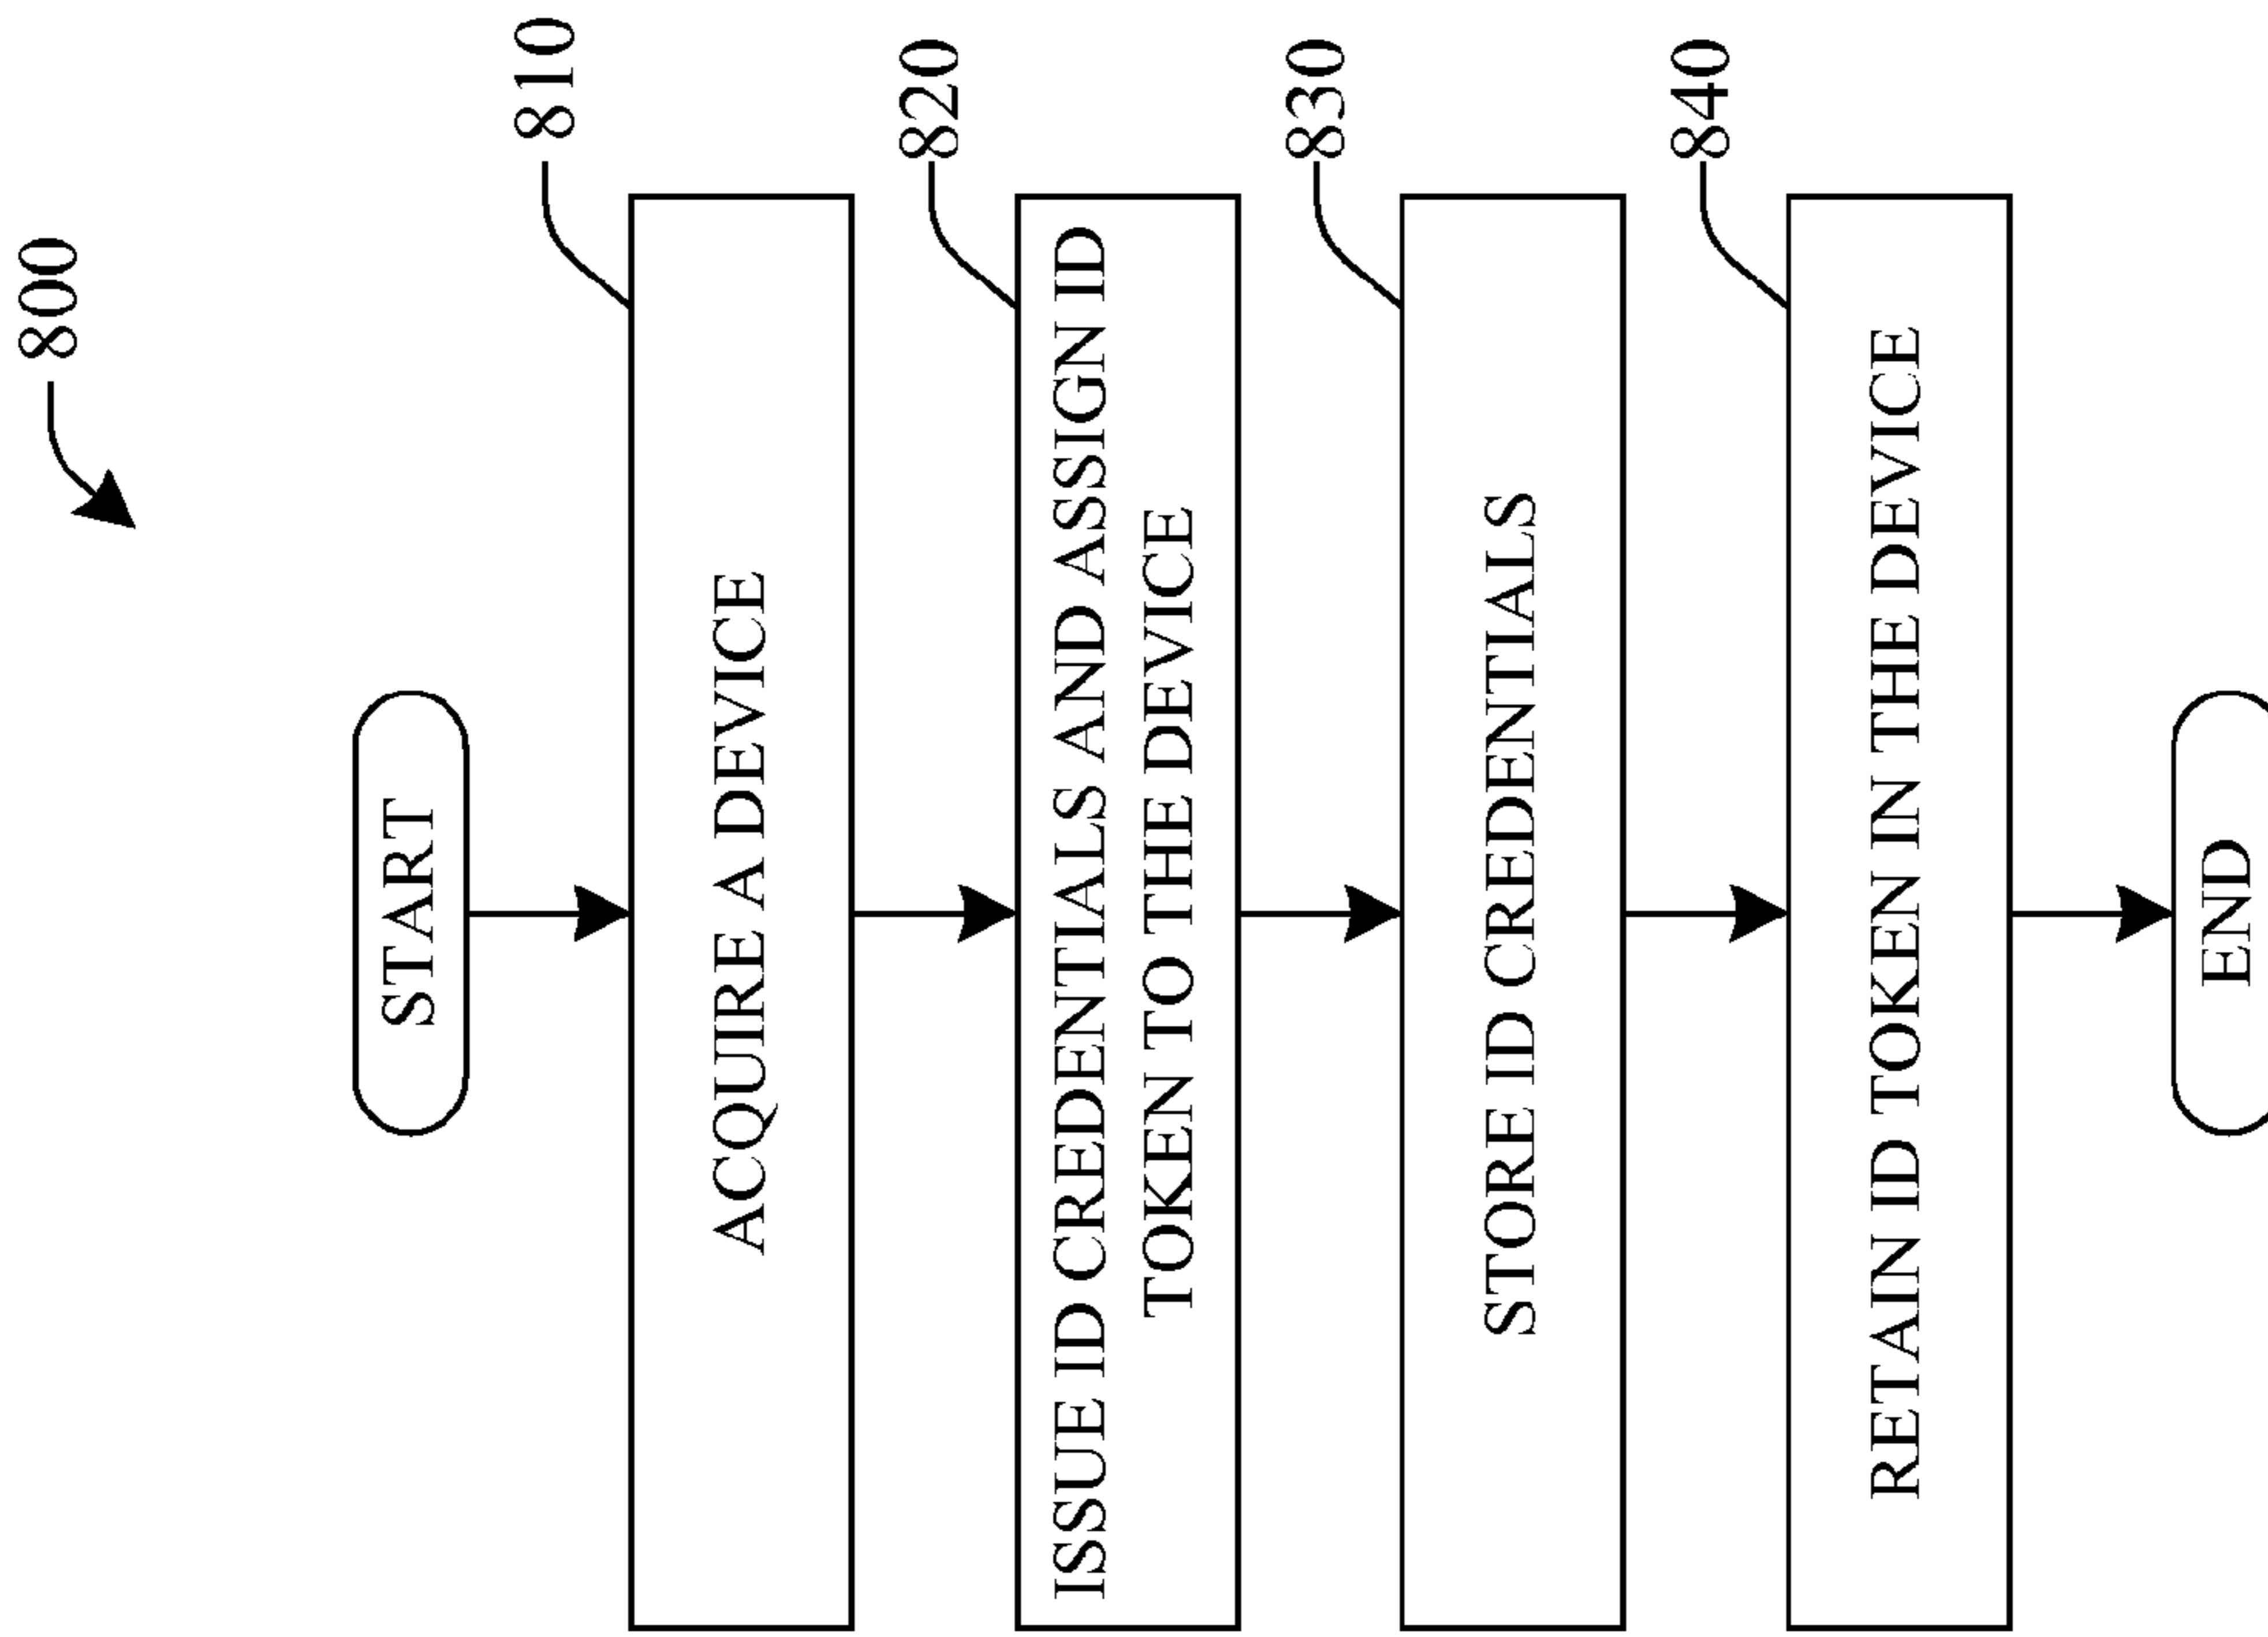 800
START
810
ACQUIRE A DEVICE
820
ISSUE ID CREDENTIALS AND ASSIGN ID
TOKEN TO THE DEVICE
830
STORE ID CREDENTIALS
840
RETAIN ID TOKEN IN THE DEVICE
END